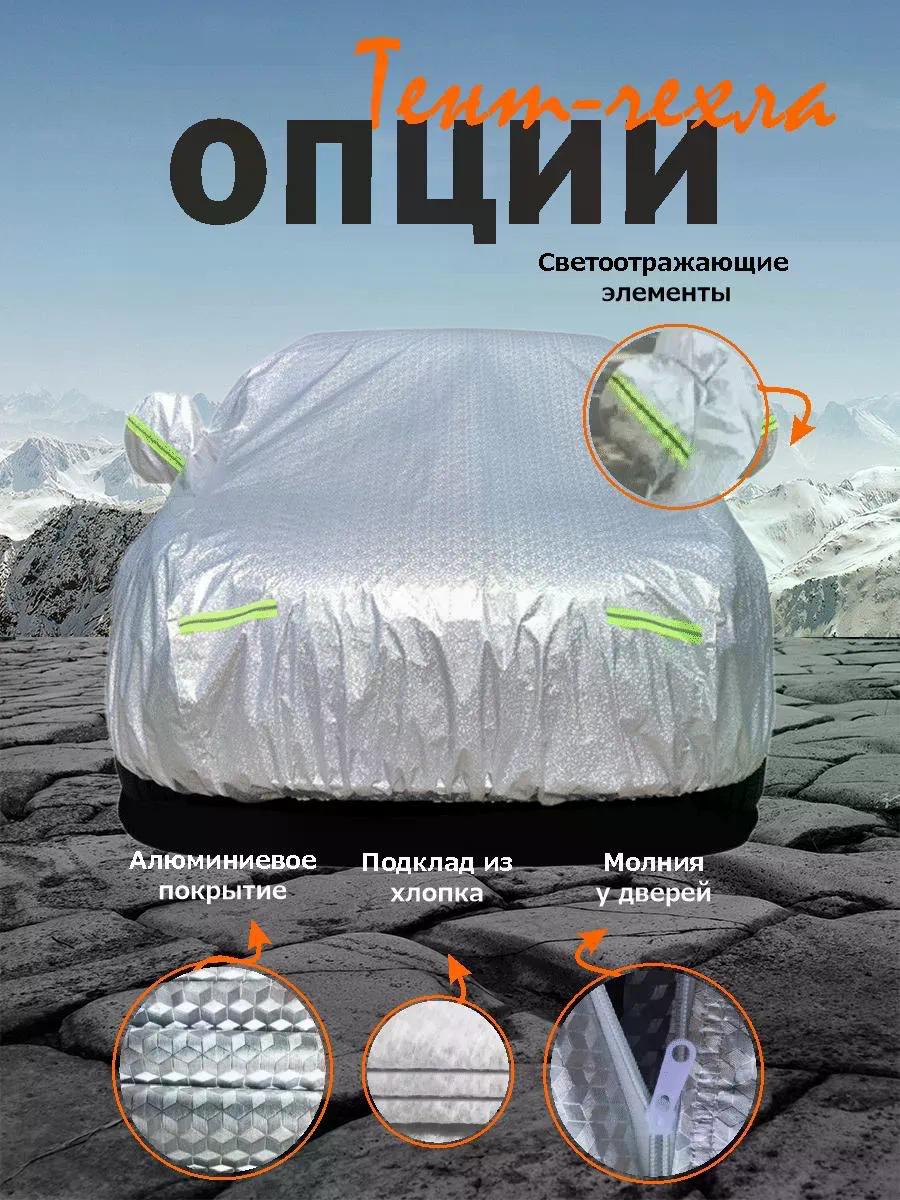 Тент-чехла
ОПЦИИ
Светоотражающие
элементы
Алюминиевое
покрытие
Подклад из
хлопка
Молния
у дверей